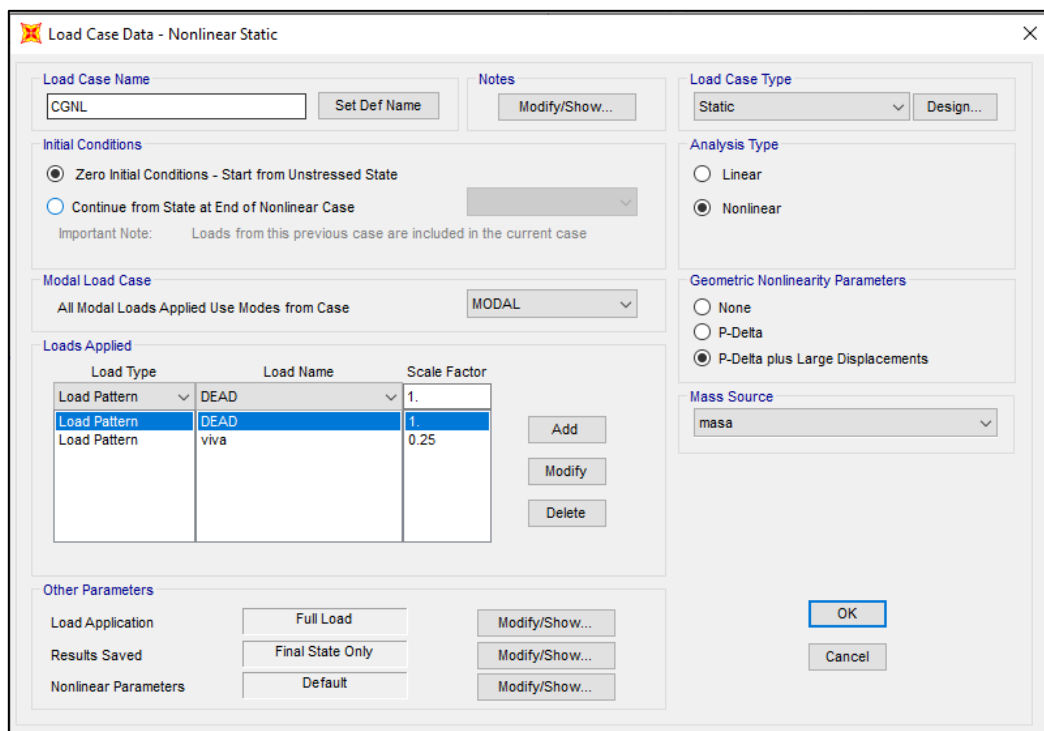 Load Case Data - Nonlinear Static
Load Case Name
CGNL
Set Def Name
Notes
Modify/Show...
Load Case Type
Static
Design...
Initial Conditions
Zero Initial Conditions - Start from Unstressed State
Continue from State at End of Nonlinear Case
Important Note: Loads from this previous case are included in the current case
Analysis Type
Linear
Nonlinear
Modal Load Case
All Modal Loads Applied Use Modes from Case
MODAL
Geometric Nonlinearity Parameters
None
P-Delta
P-Delta plus Large Displacements
Loads Applied
Load Type Load Name Scale Factor
Load Pattern DEAD 1.
Load Pattern DEAD 1.
Load Pattern viva 0.25
Add
Modify
Delete
Mass Source
masa
Other Parameters
Load Application Full Load Modify/Show...
Results Saved Final State Only Modify/Show...
Nonlinear Parameters Default Modify/Show...
OK
Cancel